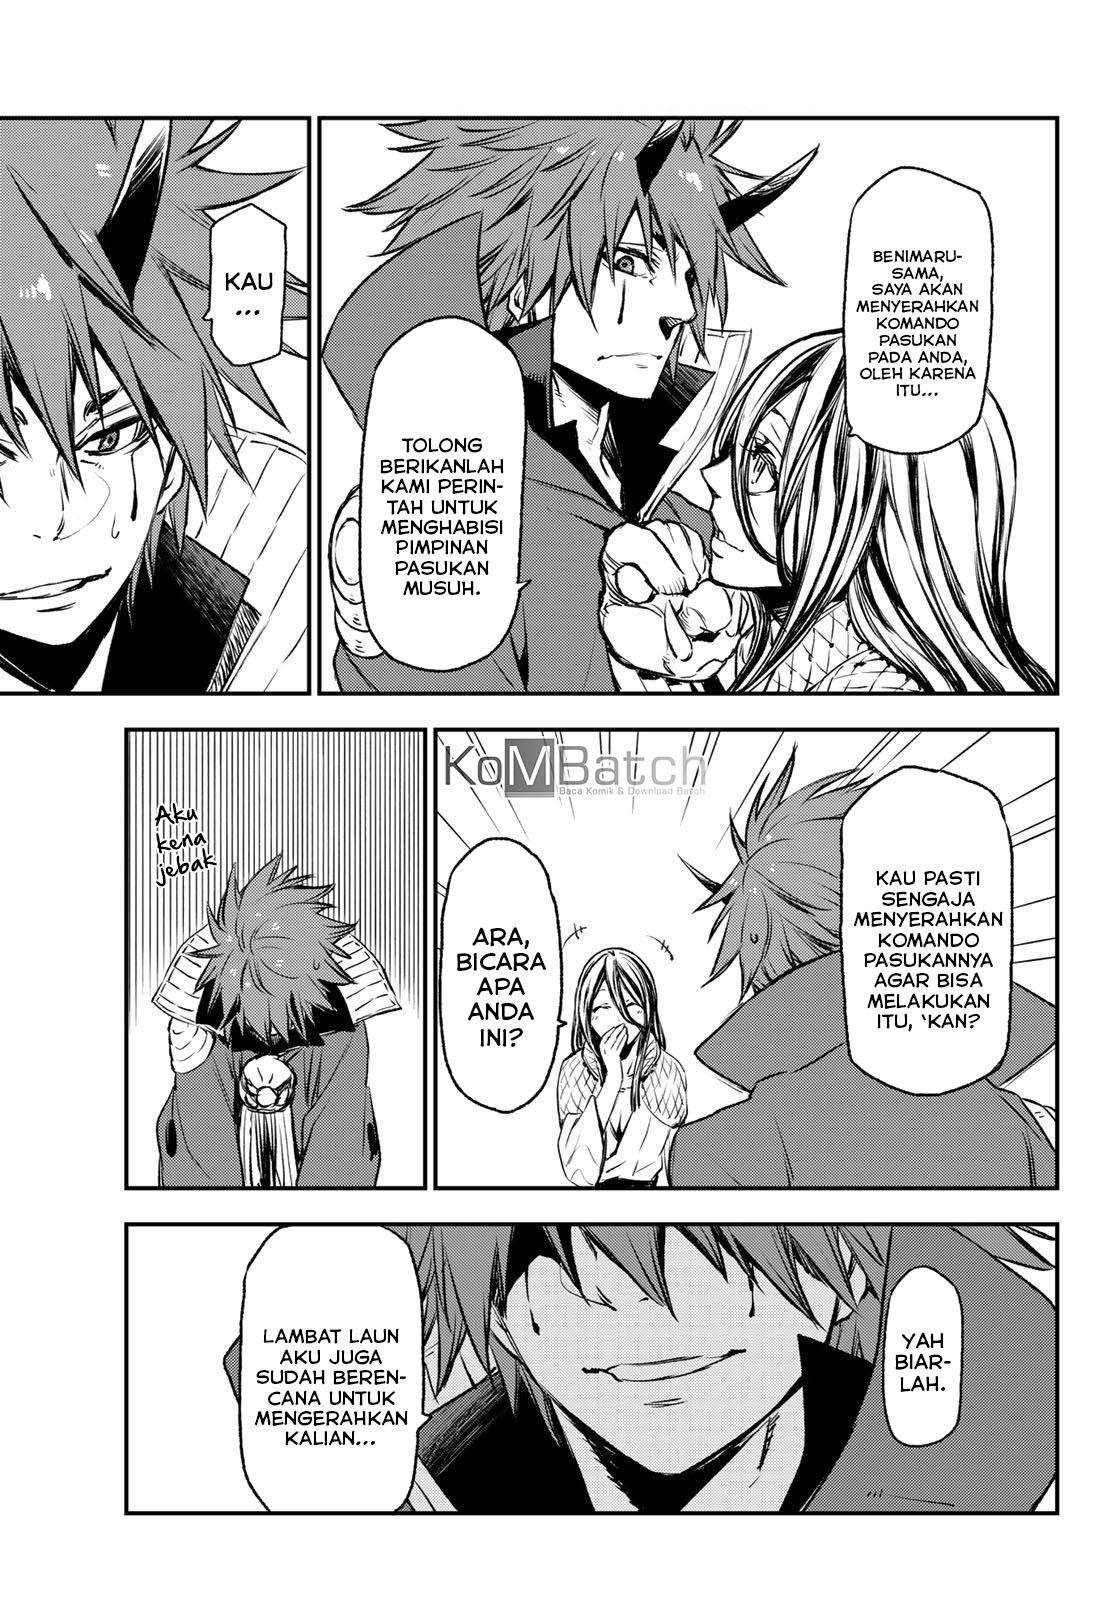 BENIMARU-
SAMA,
SAYA AKAN
MENYERAHKAN
KOMANDO
PASUKAN
PADA ANDA,
OLEH KARENA
ITU...
TOLONG
BERIKANLAH
KAMI PERIN-
TAH UNTUK
MENGHABISI
PIMPINAN
PASUKAN
MUSUH.
KAU
...
KAU PASTI
SENGAJA
MENYERAHKAN
KOMANDO
PASUKANNYA
AGAR BISA
MELAKUKAN
ITU, ‘KAN?
KoMBatch
Baca Komik & Download Batch
ARA,
BICARA
APA
ANDA
INI?
Aku
kena
jebak
YAH
BIAR-
LAH.
LAMBAT LAUN
AKU JUGA
SUDAH BEREN-
CANA UNTUK
MENGERAHKAN
KALIAN...